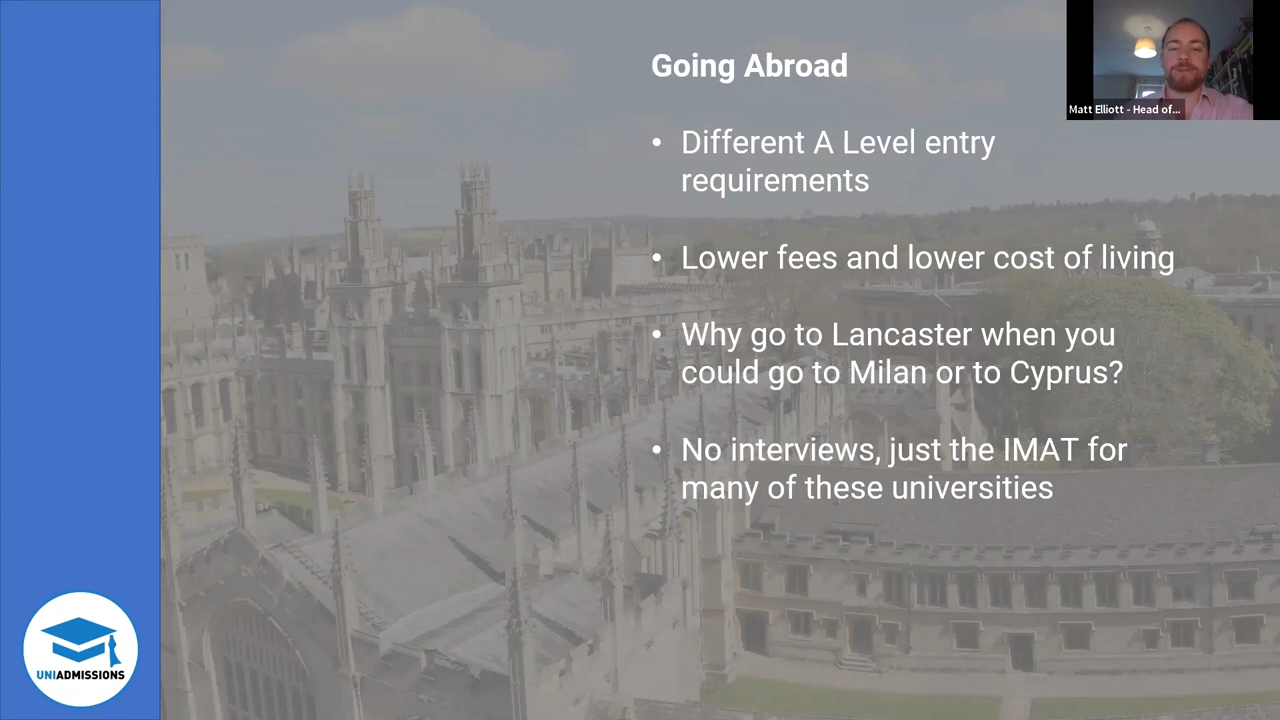 Going Abroad
Matt Elliott - Head of...
• Different A Level entry
requirements
• Lower fees and lower cost of living
• Why go to Lancaster when you
could go to Milan or to Cyprus?
• No interviews, just the IMAT for
many of these universities
UNIADMISSIONS